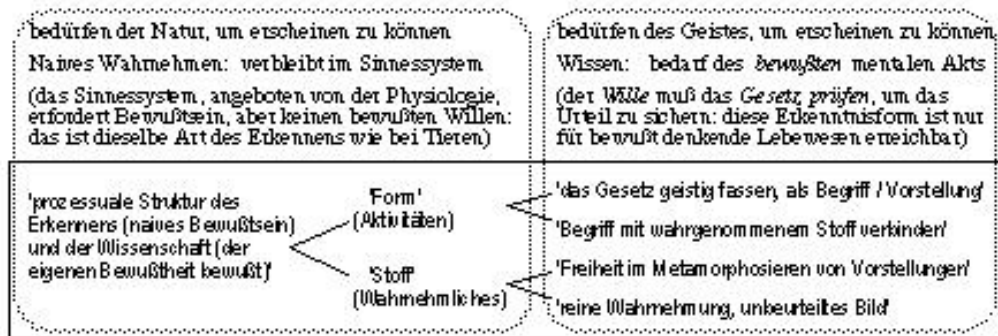 bedürfen der Natur, um erscheinen zu können
Naives Wahrnehmen: verbleibt im Sinnessystem
(das Sinnessystem, angeboten von der Physiologie,
erfordert Bewußtsein, aber keinen bewußten Willen:
das ist dieselbe Art des Erkennens wie bei Tieren)
bedürfen des Geistes, um erscheinen zu können
Wissen: bedarf des bewußten mentalen Akts
(der Wille muß das Gesetz prüfen, um das
Urteil zu sichern: diese Erkenntnisform ist nur
für bewußt denkende Lebewesen erreichbar)
'prozessuale Struktur des
Erkennens (naives Bewußtsein)
und der Wissenschaft (der
eigenen Bewußtheit bewußt)'
'Form'
(Aktivitäten)
'Stoff'
(Wahrnehmliches)
'das Gesetz geistig fassen, als Begriff / Vorstellung'
'Begriff mit wahrgenommenem Stoff verbinden'
'Freiheit im Metamorphosieren von Vorstellungen'
'reine Wahrnehmung, unbeurteiltes Bild'